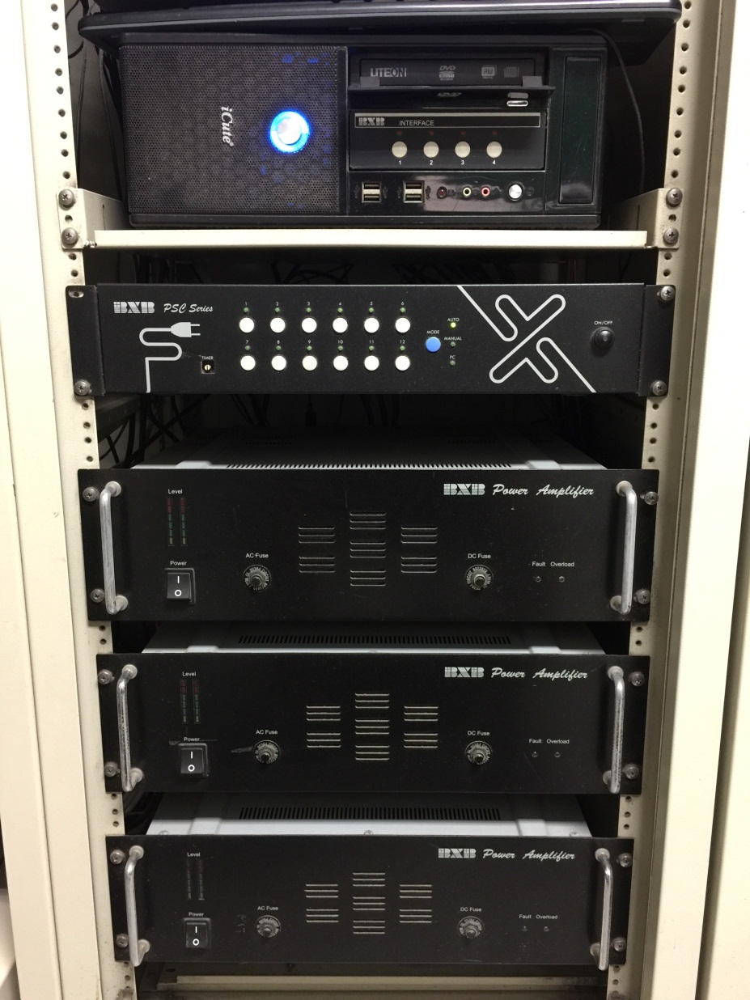 LITEON DVD RW
iCute
DVD
BXB INTERFACE
1 2 3 4
BXB PSC Series
1 2 3 4 5 6
ON/OFF
AUTO
MODE
MANUAL
7 8 9 10 11 12
TIMER
PC
BXB Power Amplifier
Level
AC Fuse
DC Fuse
Power
Fault Overload
I
O
BXB Power Amplifier
Level
AC Fuse
DC Fuse
Power
Fault Overload
I
O
BXB Power Amplifier
Level
AC Fuse
DC Fuse
Power
Fault Overload
I
O